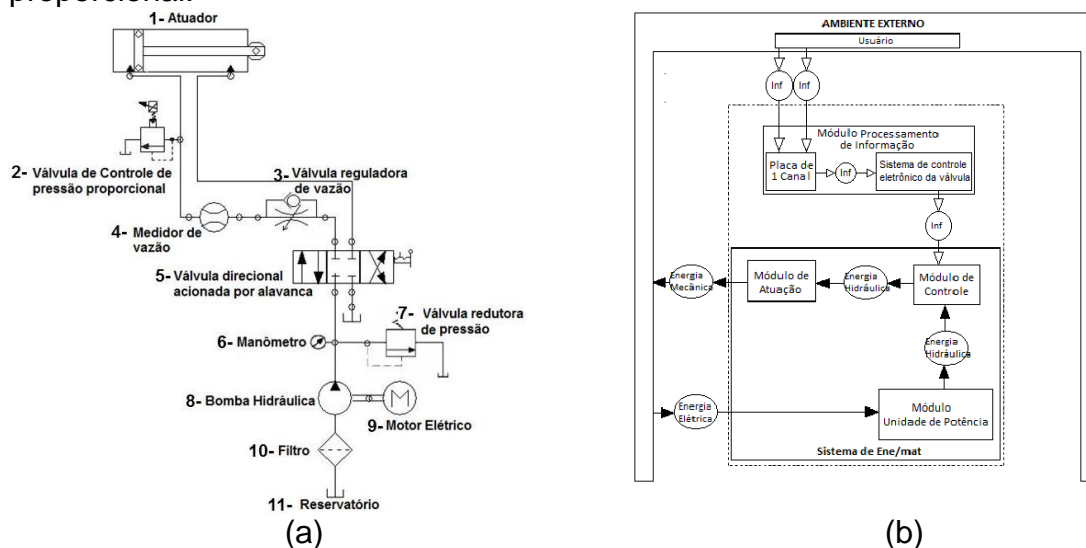 proporcional.
1- Atuador
2- Válvula de Controle de
pressão proporcional
3- Válvula reguladora
de vazão
4- Medidor de
vazão
5- Válvula direcional
acionada por alavanca
7- Válvula redutora
de pressão
6- Manômetro
8- Bomba Hidráulica
M
9- Motor Elétrico
10- Filtro
11- Reservatório
(a)
AMBIENTE EXTERNO
Usuário
Inf
Inf
Módulo Processamento
de Informação
Placa de
1 Canal
Inf
Sistema de controle
eletrônico da válvula
Inf
Energia
Mecânica
Módulo de
Atuação
Energia
Hidráulica
Módulo de
Controle
Energia
Hidráulica
Energia
Elétrica
Módulo
Unidade de Potência
Sistema de Ene/mat
(b)